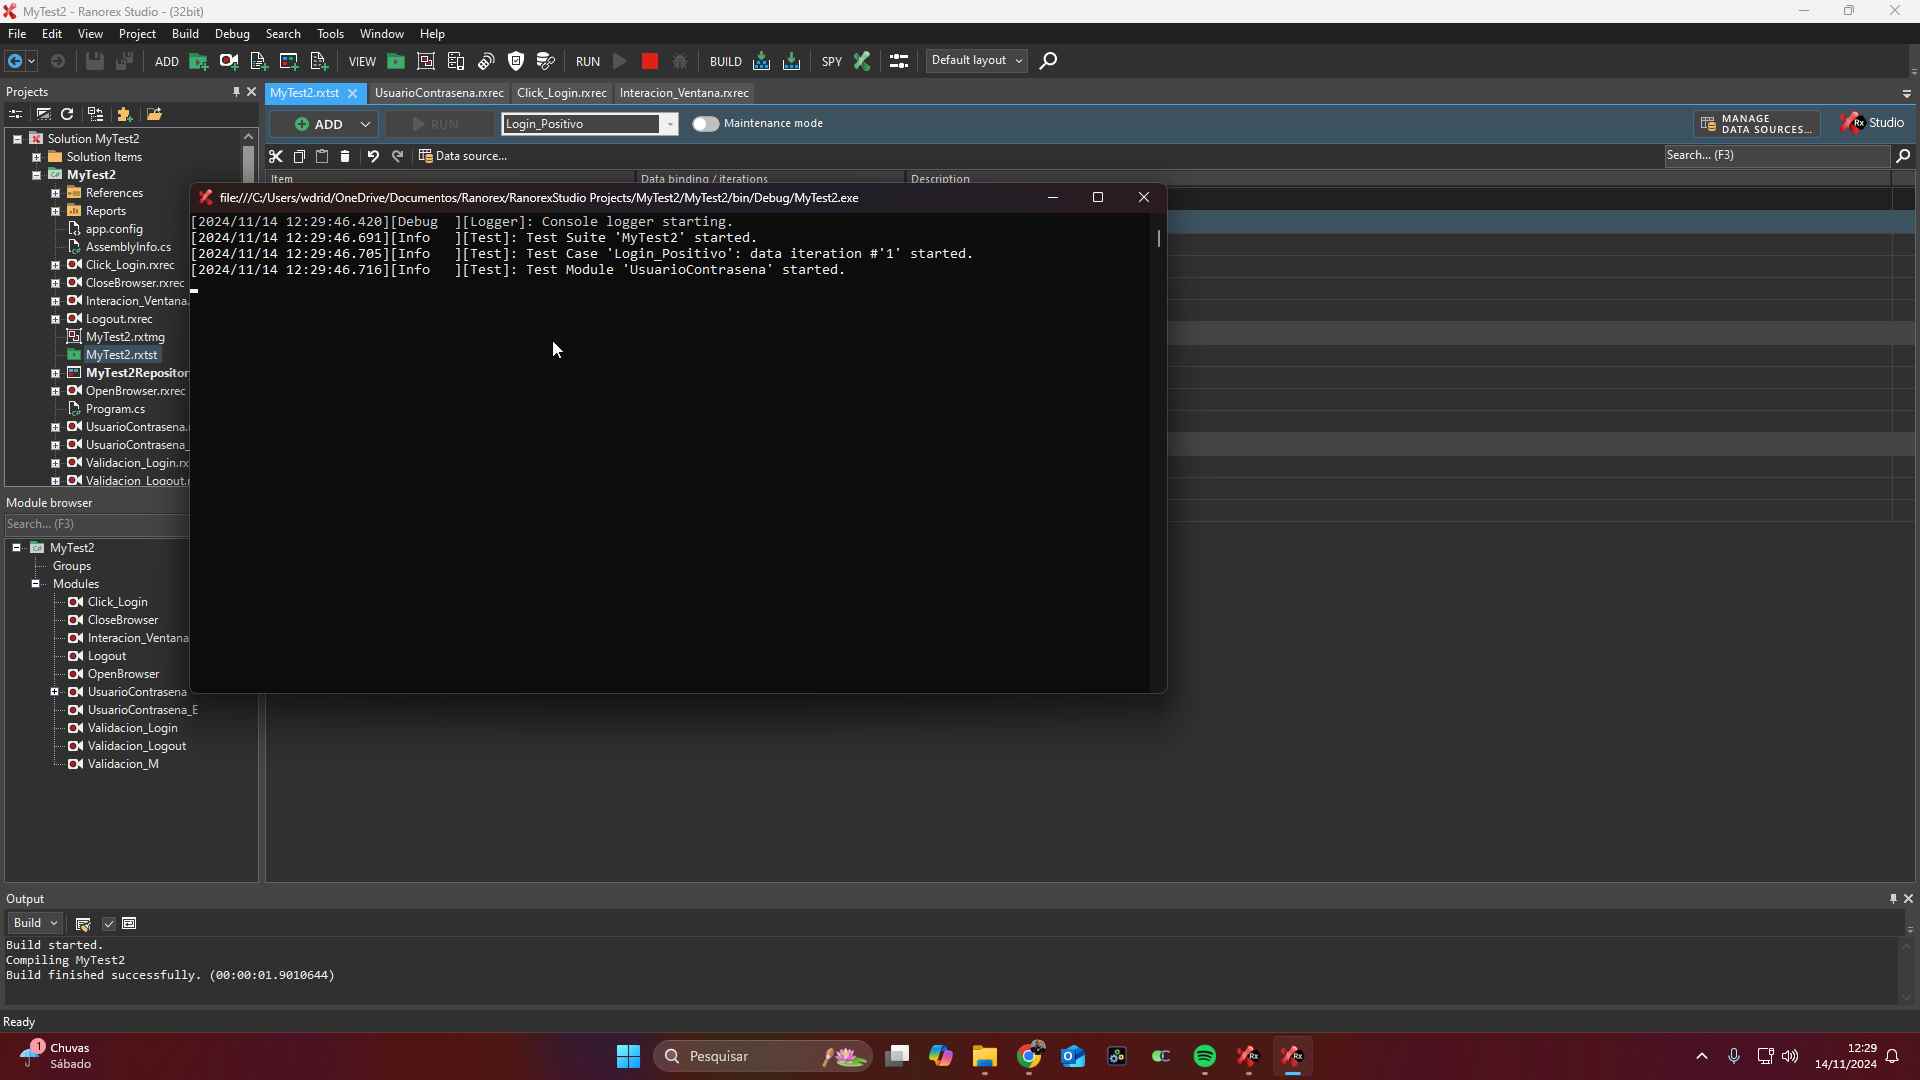 MyTest2 - Ranorex Studio - (32bit)
File Edit View Project Build Debug Search Tools Window Help
ADD VIEW RUN BUILD SPY Default layout
Projects
MyTest2.rxtst UsuarioContrasena.rxrec Click_Login.rxrec Interacion_Ventana.rxrec
ADD RUN Login_Positivo Maintenance mode MANAGE DATA SOURCES... Rx Studio
Data source... Search... (F3)
Item Data binding / iterations Description
Solution MyTest2
Solution Items
MyTest2
References
Reports
app.config
AssemblyInfo.cs
Click_Login.rxrec
CloseBrowser.rxrec
Interacion_Ventana.
Logout.rxrec
MyTest2.rxtmg
MyTest2.rxtst
MyTest2Repositor
OpenBrowser.rxrec
Program.cs
UsuarioContrasena.
UsuarioContrasena_
Validacion_Login.rx
Validacion_Logout.r
file:///C:/Users/wdrid/OneDrive/Documentos/Ranorex/RanorexStudio Projects/MyTest2/MyTest2/bin/Debug/MyTest2.exe
[2024/11/14 12:29:46.420][Debug  ][Logger]: Console logger starting.
[2024/11/14 12:29:46.691][Info   ][Test]: Test Suite 'MyTest2' started.
[2024/11/14 12:29:46.705][Info   ][Test]: Test Case 'Login_Positivo': data iteration #'1' started.
[2024/11/14 12:29:46.716][Info   ][Test]: Test Module 'UsuarioContrasena' started.
Module browser
Search... (F3)
MyTest2
Groups
Modules
Click_Login
CloseBrowser
Interacion_Ventana
Logout
OpenBrowser
UsuarioContrasena
UsuarioContrasena_E
Validacion_Login
Validacion_Logout
Validacion_M
Output
Build
Build started.
Compiling MyTest2
Build finished successfully. (00:00:01.9010644)
Ready
1 Chuvas
Sábado
Pesquisar
12:29
14/11/2024